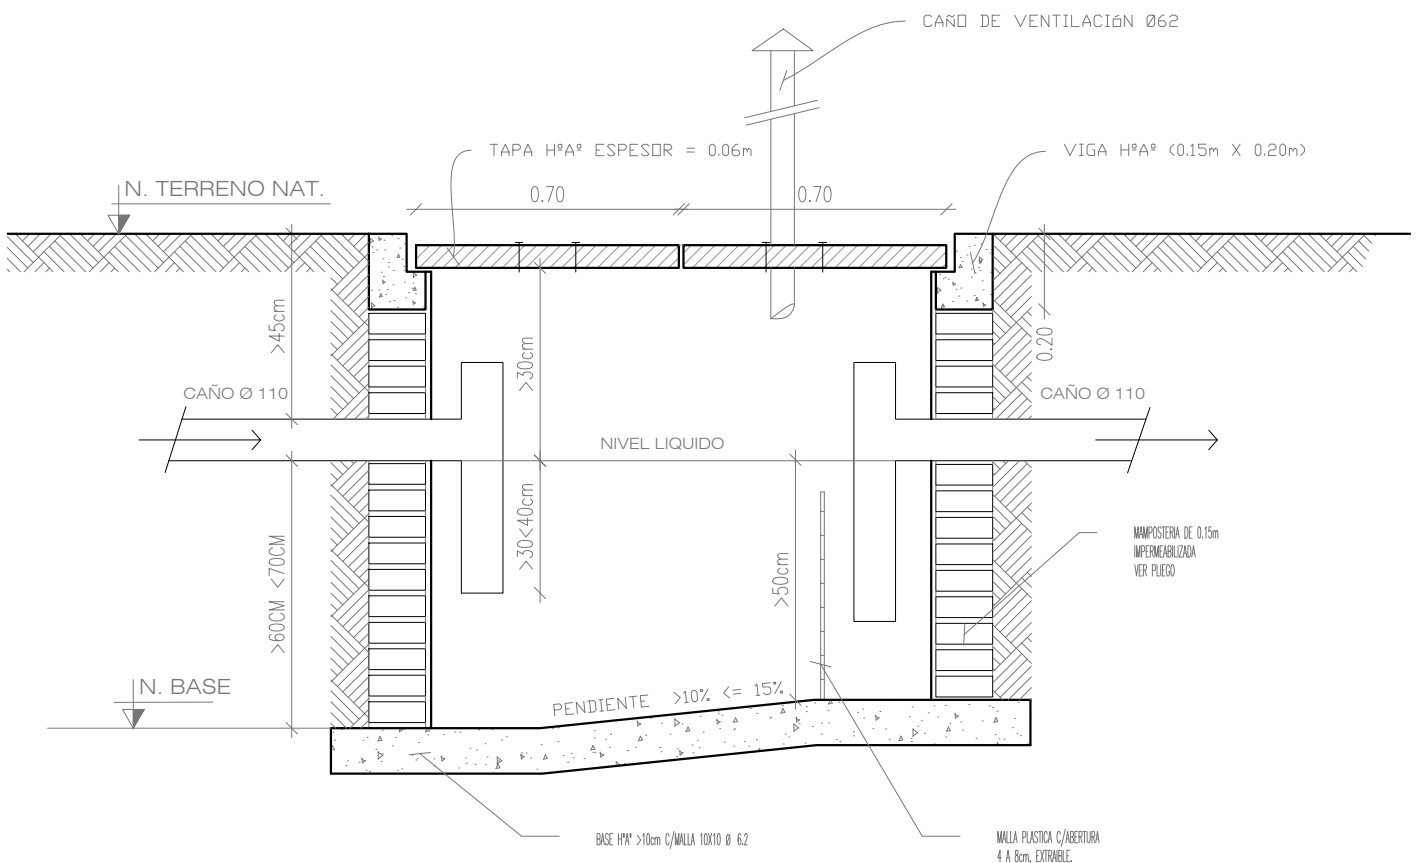 CAÑO DE VENTILACIóN Ø62
TAPA HºAº ESPESOR = 0.06m
VIGA HºAº (0.15m X 0.20m)
N. TERRENO NAT.
0.70
0.70
>45cm
>30cm
0.20
CAÑO Ø 110
CAÑO Ø 110
NIVEL LIQUIDO
>30<40cm
>60CM <70CM
>50cm
MAMPOSTERIA DE 0.15m
IMPERMEABILIZADA
VER PLIEGO
N. BASE
PENDIENTE >10% <= 15%
BASE HºAº >10cm C/MALLA 10X10 Ø 6.2
MALLA PLASTICA C/ABERTURA
4 A 8cm, EXTRAIBLE.